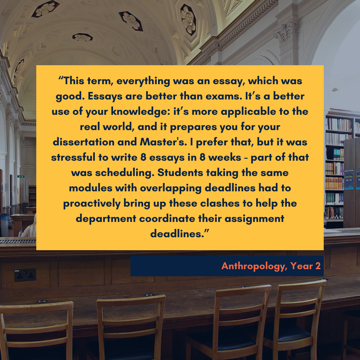 “This term, everything was an essay, which was
good. Essays are better than exams. It’s a better
use of your knowledge: it’s more applicable to the
real world, and it prepares you for your
dissertation and Master's. I prefer that, but it was
stressful to write 8 essays in 8 weeks - part of that
was scheduling. Students taking the same
modules with overlapping deadlines had to
proactively bring up these clashes to help the
department coordinate their assignment
deadlines.”
Anthropology, Year 2